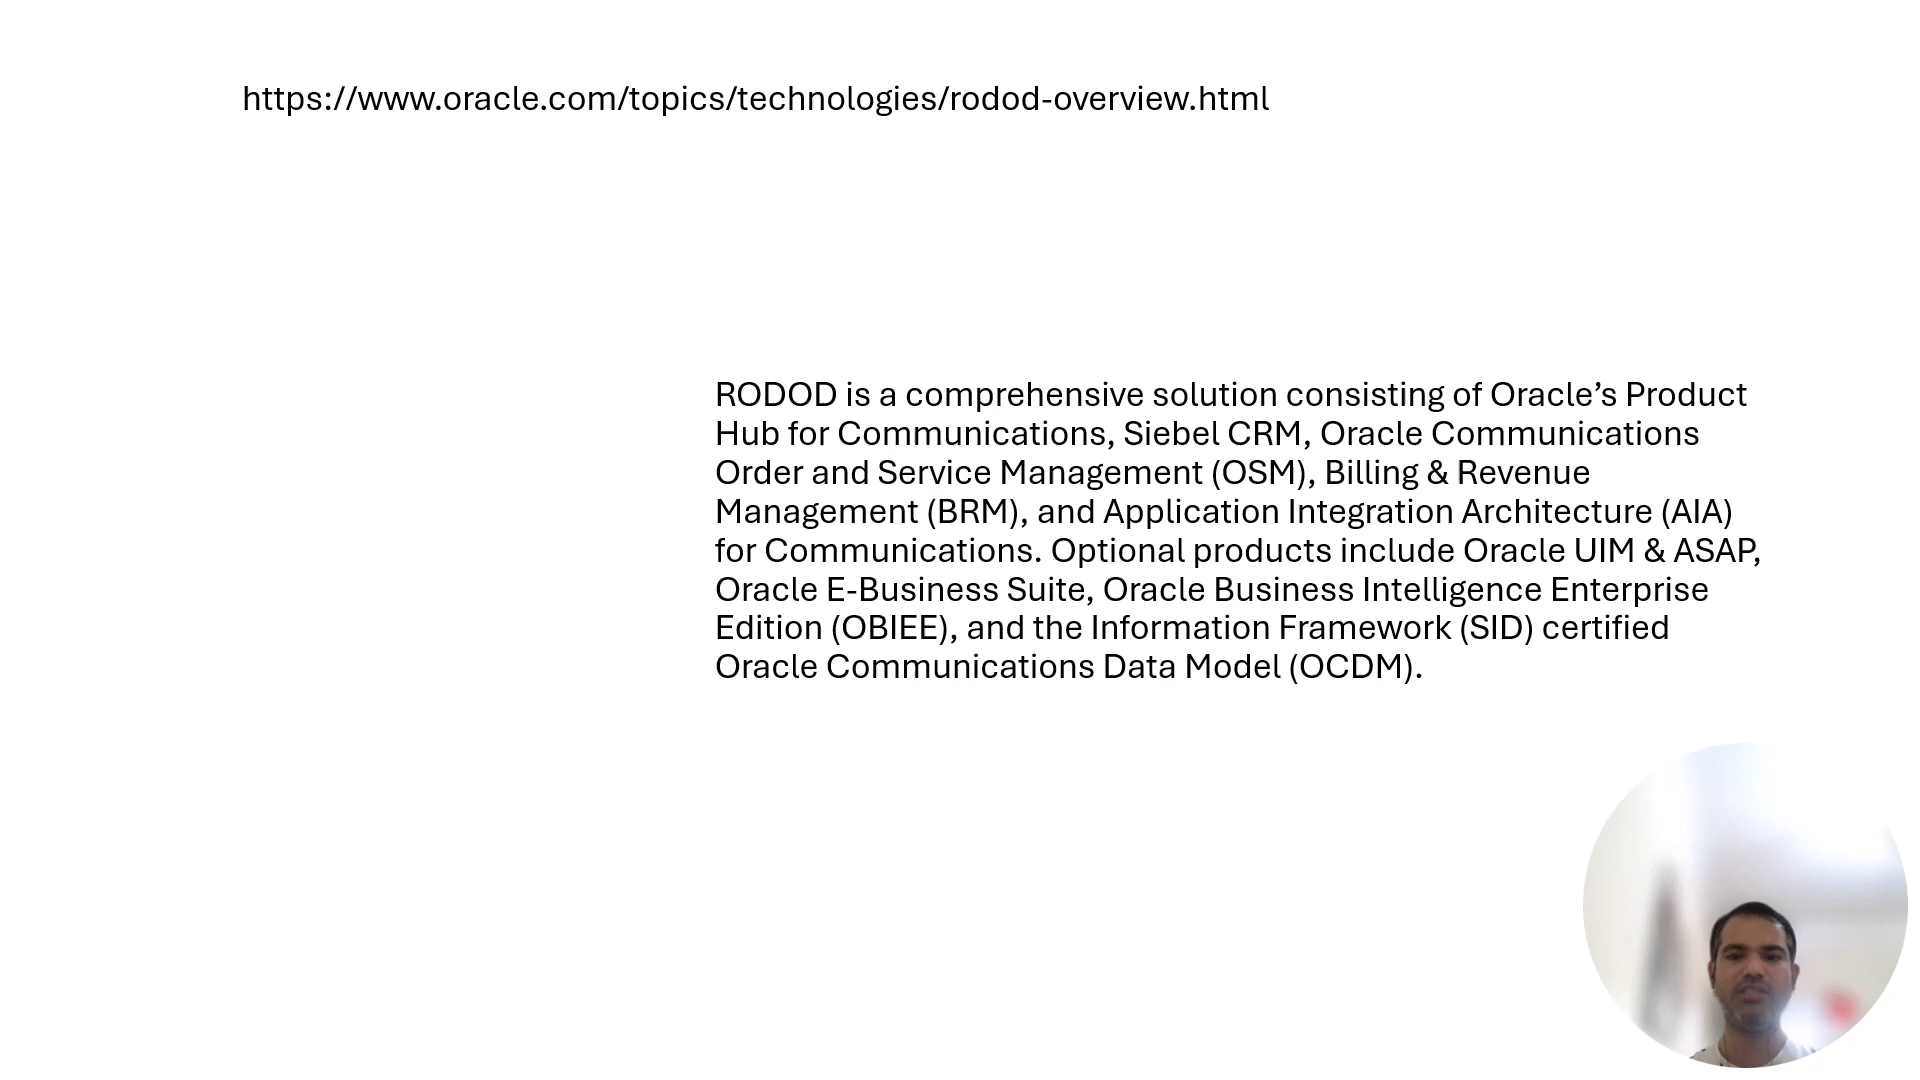 https://www.oracle.com/topics/technologies/rodod-overview.html
RODOD is a comprehensive solution consisting of Oracle’s Product
Hub for Communications, Siebel CRM, Oracle Communications
Order and Service Management (OSM), Billing & Revenue
Management (BRM), and Application Integration Architecture (AIA)
for Communications. Optional products include Oracle UIM & ASAP,
Oracle E-Business Suite, Oracle Business Intelligence Enterprise
Edition (OBIEE), and the Information Framework (SID) certified
Oracle Communications Data Model (OCDM).